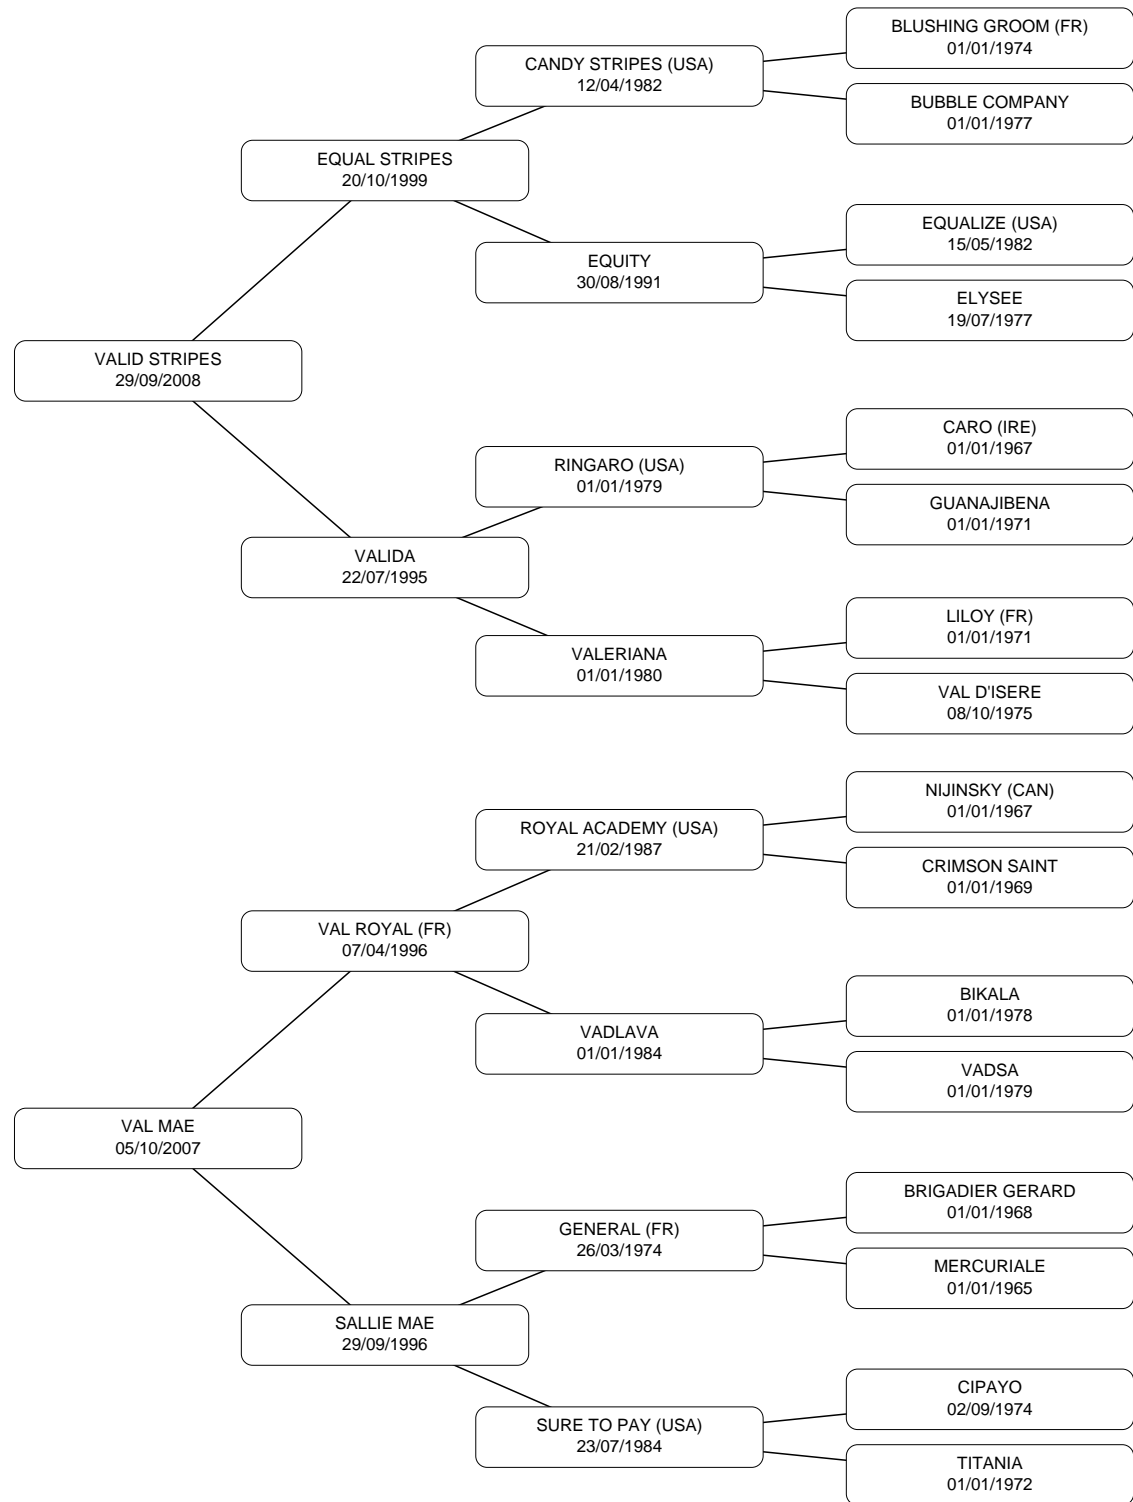 BLUSHING GROOM (FR)
01/01/1974
CANDY STRIPES (USA)
12/04/1982
BUBBLE COMPANY
01/01/1977
EQUAL STRIPES
20/10/1999
EQUALIZE (USA)
15/05/1982
EQUITY
30/08/1991
ELYSEE
19/07/1977
VALID STRIPES
29/09/2008
CARO (IRE)
01/01/1967
RINGARO (USA)
01/01/1979
GUANAJIBENA
01/01/1971
VALIDA
22/07/1995
LILOY (FR)
01/01/1971
VALERIANA
01/01/1980
VAL D'ISERE
08/10/1975
NIJINSKY (CAN)
01/01/1967
ROYAL ACADEMY (USA)
21/02/1987
CRIMSON SAINT
01/01/1969
VAL ROYAL (FR)
07/04/1996
BIKALA
01/01/1978
VADLAVA
01/01/1984
VADSA
01/01/1979
VAL MAE
05/10/2007
BRIGADIER GERARD
01/01/1968
GENERAL (FR)
26/03/1974
MERCURIALE
01/01/1965
SALLIE MAE
29/09/1996
CIPAYO
02/09/1974
SURE TO PAY (USA)
23/07/1984
TITANIA
01/01/1972